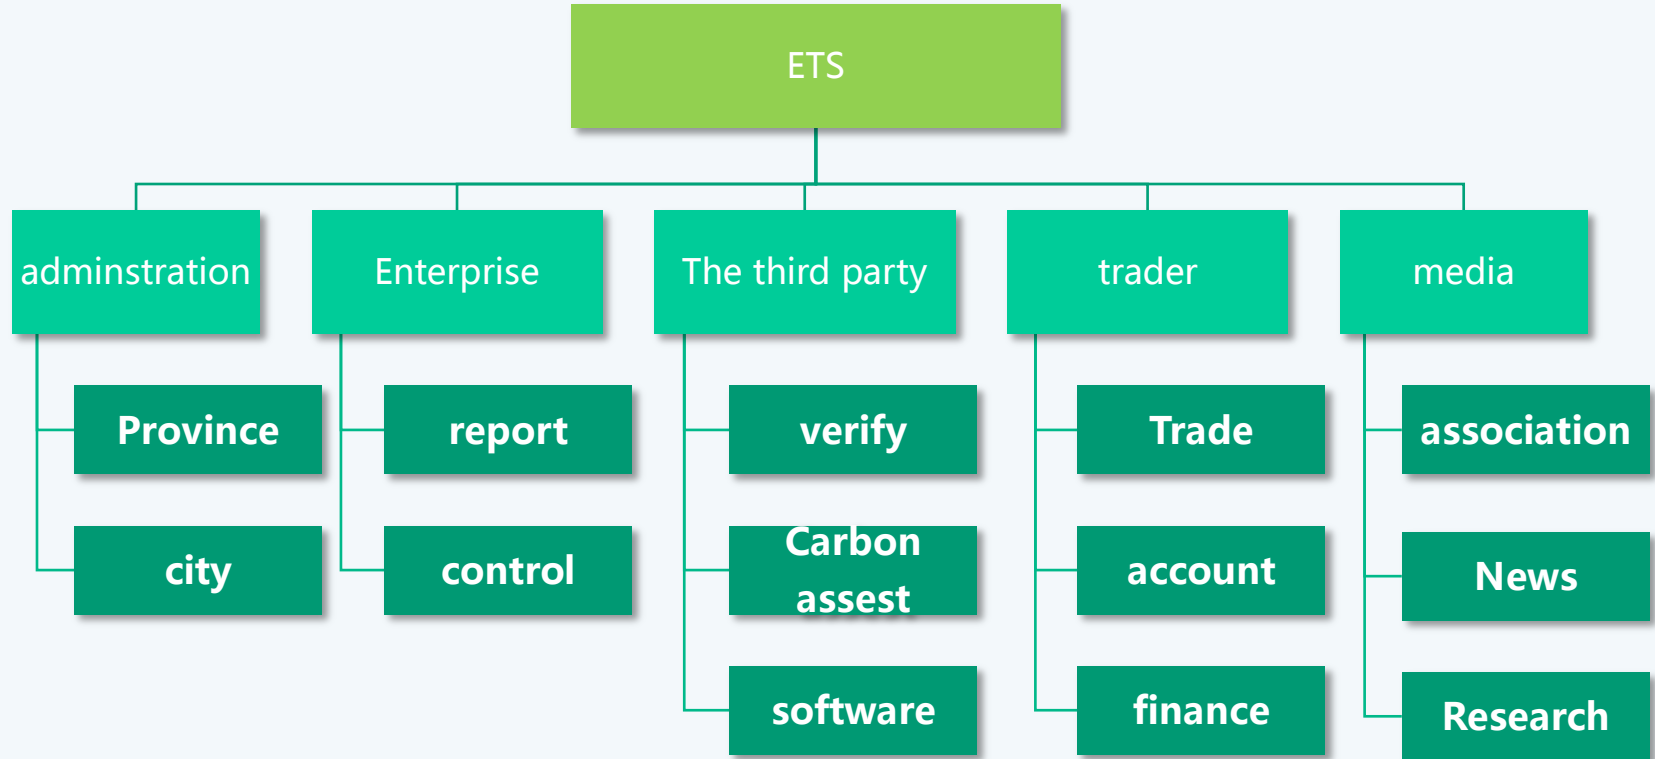 ETS
adminstration
Enterprise
The third party
trader
media
Province
report
verify
Trade
association
city
control
Carbon
assest
account
News
software
finance
Research